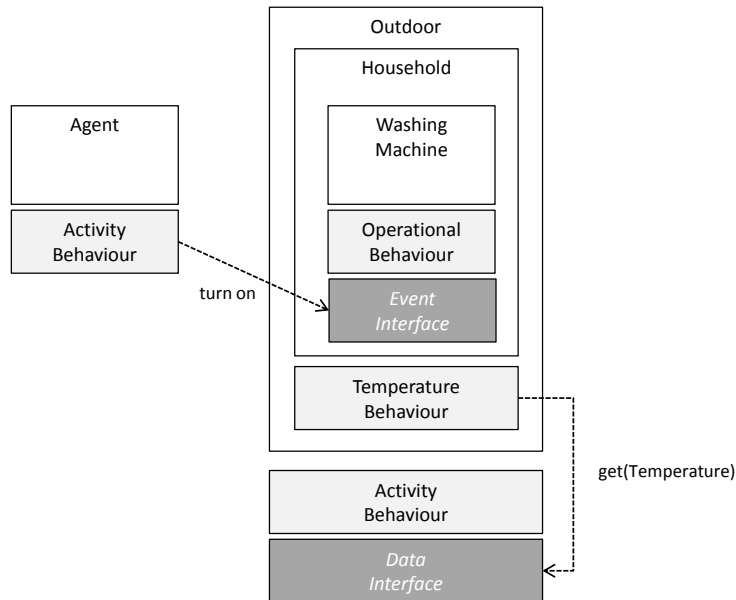 Outdoor
Household
Agent
Washing
Machine
Activity
Behaviour
Operational
Behaviour
turn on
Event
Interface
Temperature
Behaviour
get(Temperature)
Activity
Behaviour
Data
Interface